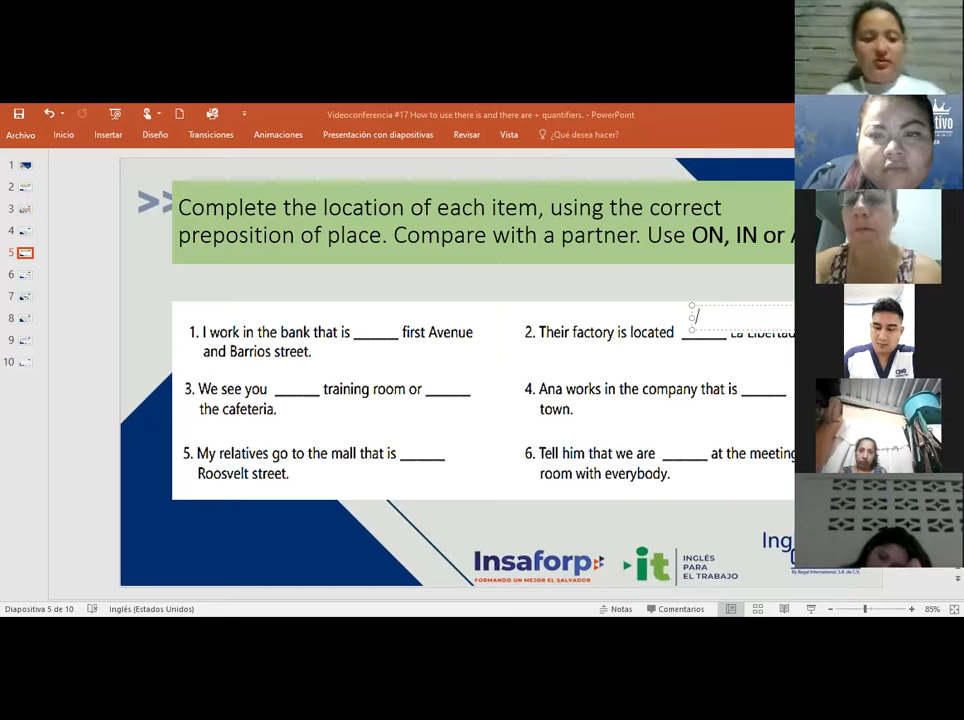 Videoconferencia #17 How to use there is and there are + quantifiers. - PowerPoint
Archivo Inicio Insertar Diseño Transiciones Animaciones Presentación con diapositivas Revisar Vista ¿Qué desea hacer?
1
2
3
4
5
6
7
8
9
10
>>
Complete the location of each item, using the correct
preposition of place. Compare with a partner. Use ON, IN or
1. I work in the bank that is ______ first Avenue
and Barrios street.
2. Their factory is located ______ La Libertad
3. We see you ______ training room or ______
the cafeteria.
4. Ana works in the company that is ______
town.
5. My relatives go to the mall that is ______
Roosvelt street.
6. Tell him that we are ______ at the meeting
room with everybody.
Insaforp
FORMANDO UN MEJOR EL SALVADOR
it INGLÉS
PARA
EL TRABAJO
Ing
By Regal International, S.A. de C.V.
Diapositiva 5 de 10 Inglés (Estados Unidos) Notas Comentarios 85%